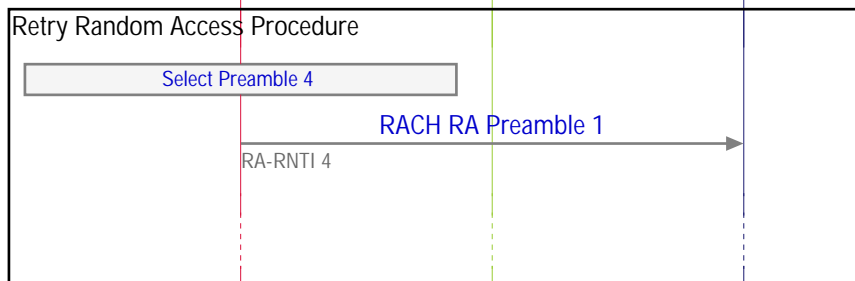 Retry Random Access Procedure
Select Preamble 4
RACH RA Preamble 1
RA-RNTI 4